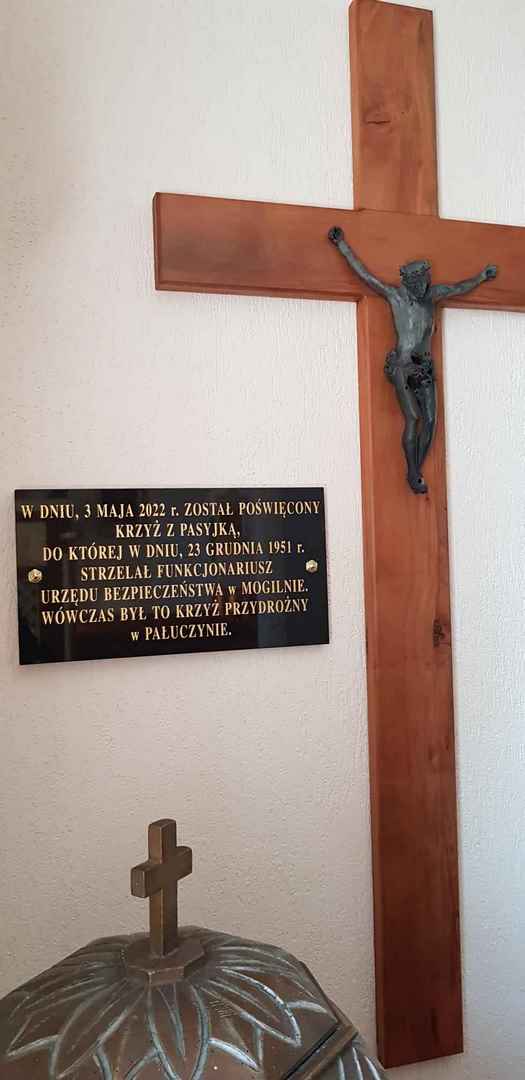 W DNIU, 3 MAJA 2022 r. ZOSTAŁ POŚWIĘCONY
KRZYŻ Z PASYJKĄ,
DO KTÓREJ W DNIU, 23 GRUDNIA 1951 r.
STRZELAŁ FUNKCJONARIUSZ
URZĘDU BEZPIECZEŃSTWA w MOGILNIE.
WÓWCZAS BYŁ TO KRZYŻ PRZYDROŻNY
w PAŁUCZYNIE.